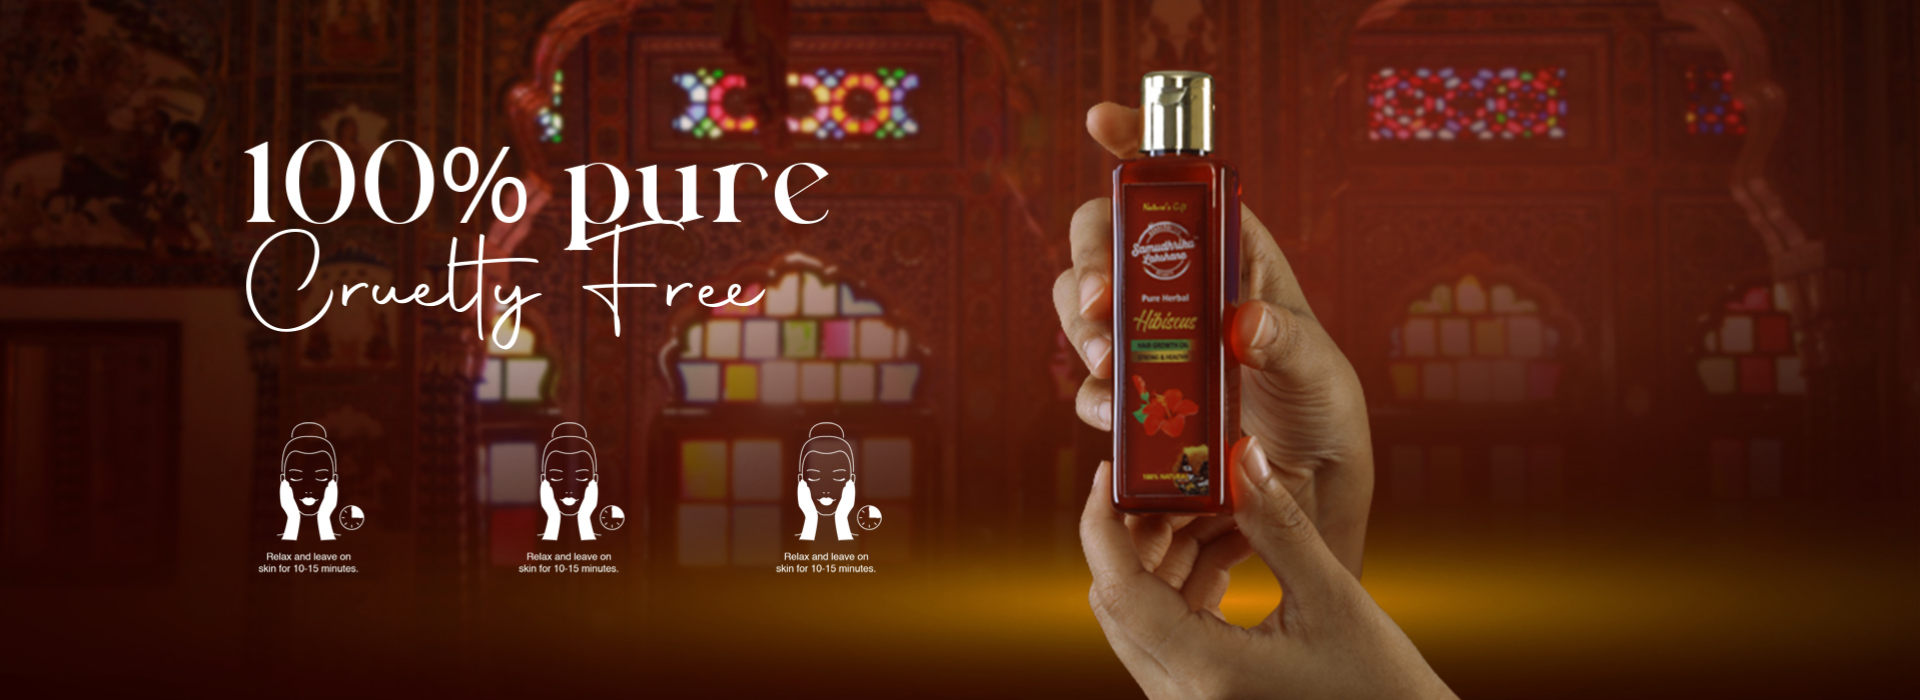 100% pure
Cruelty Free
Relax and leave on
skin for 10-15 minutes.
Relax and leave on
skin for 10-15 minutes.
Relax and leave on
skin for 10-15 minutes.
Nature's Gift
Samudhrika
Lakshana
Pure Herbal
Hibiscus
HAIR GROWTH OIL
STRONG & HEALTHY
100% NATURAL